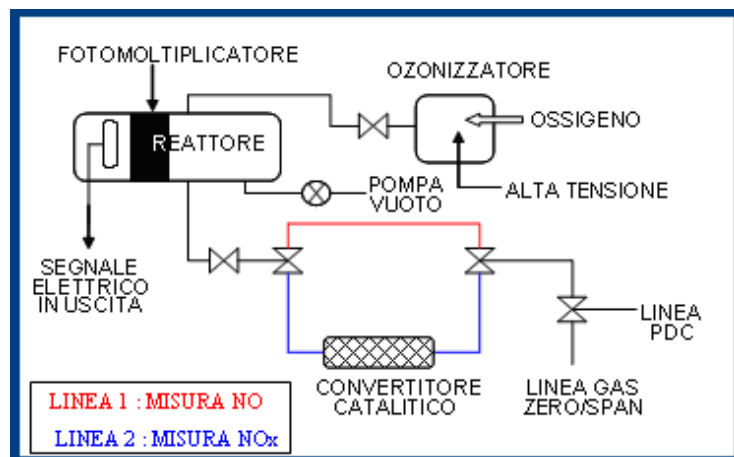 FOTOMOLTIPLICATORE
OZONIZZATORE
REATTORE
OSSIGENO
POMPA
VUOTO
ALTA TENSIONE
SEGNALE
ELETTRICO
IN USCITA
LINEA
PDC
CONVERTITORE
CATALITICO
LINEA GAS
ZERO/SPAN
LINEA 1 : MISURA NO
LINEA 2 : MISURA NOx